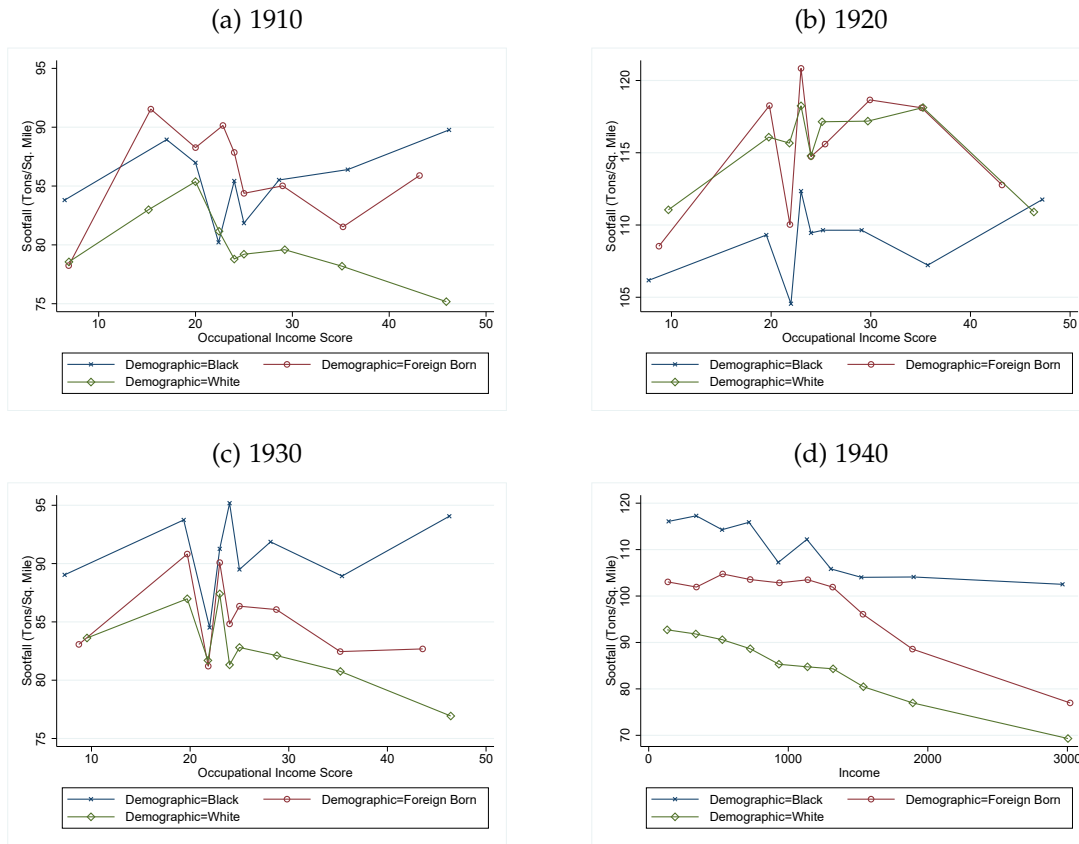 (a) 1910
(b) 1920
Sootfall (Tons/Sq. Mile)
95
90
85
80
75
10 20 30 40 50
Occupational Income Score
Demographic=Black Demographic=Foreign Born
Demographic=White
Sootfall (Tons/Sq. Mile)
120
115
110
105
10 20 30 40 50
Occupational Income Score
Demographic=Black Demographic=Foreign Born
Demographic=White
(c) 1930
(d) 1940
Sootfall (Tons/Sq. Mile)
95
90
85
80
75
10 20 30 40 50
Occupational Income Score
Demographic=Black Demographic=Foreign Born
Demographic=White
Sootfall (Tons/Sq. Mile)
120
110
100
90
80
70
0 1000 2000 3000
Income
Demographic=Black Demographic=Foreign Born
Demographic=White